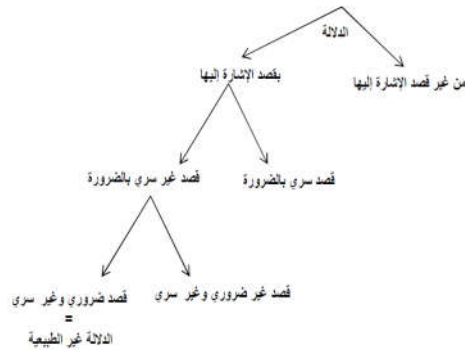 الدلالة
من غير قصد الإشارة إليها
بقصد الإشارة إليها
قصد سري بالضرورة
قصد غير سري بالضرورة
قصد غير ضروري وغير سري
قصد ضروري وغير سري
=
الدلالة غير الطبيعية